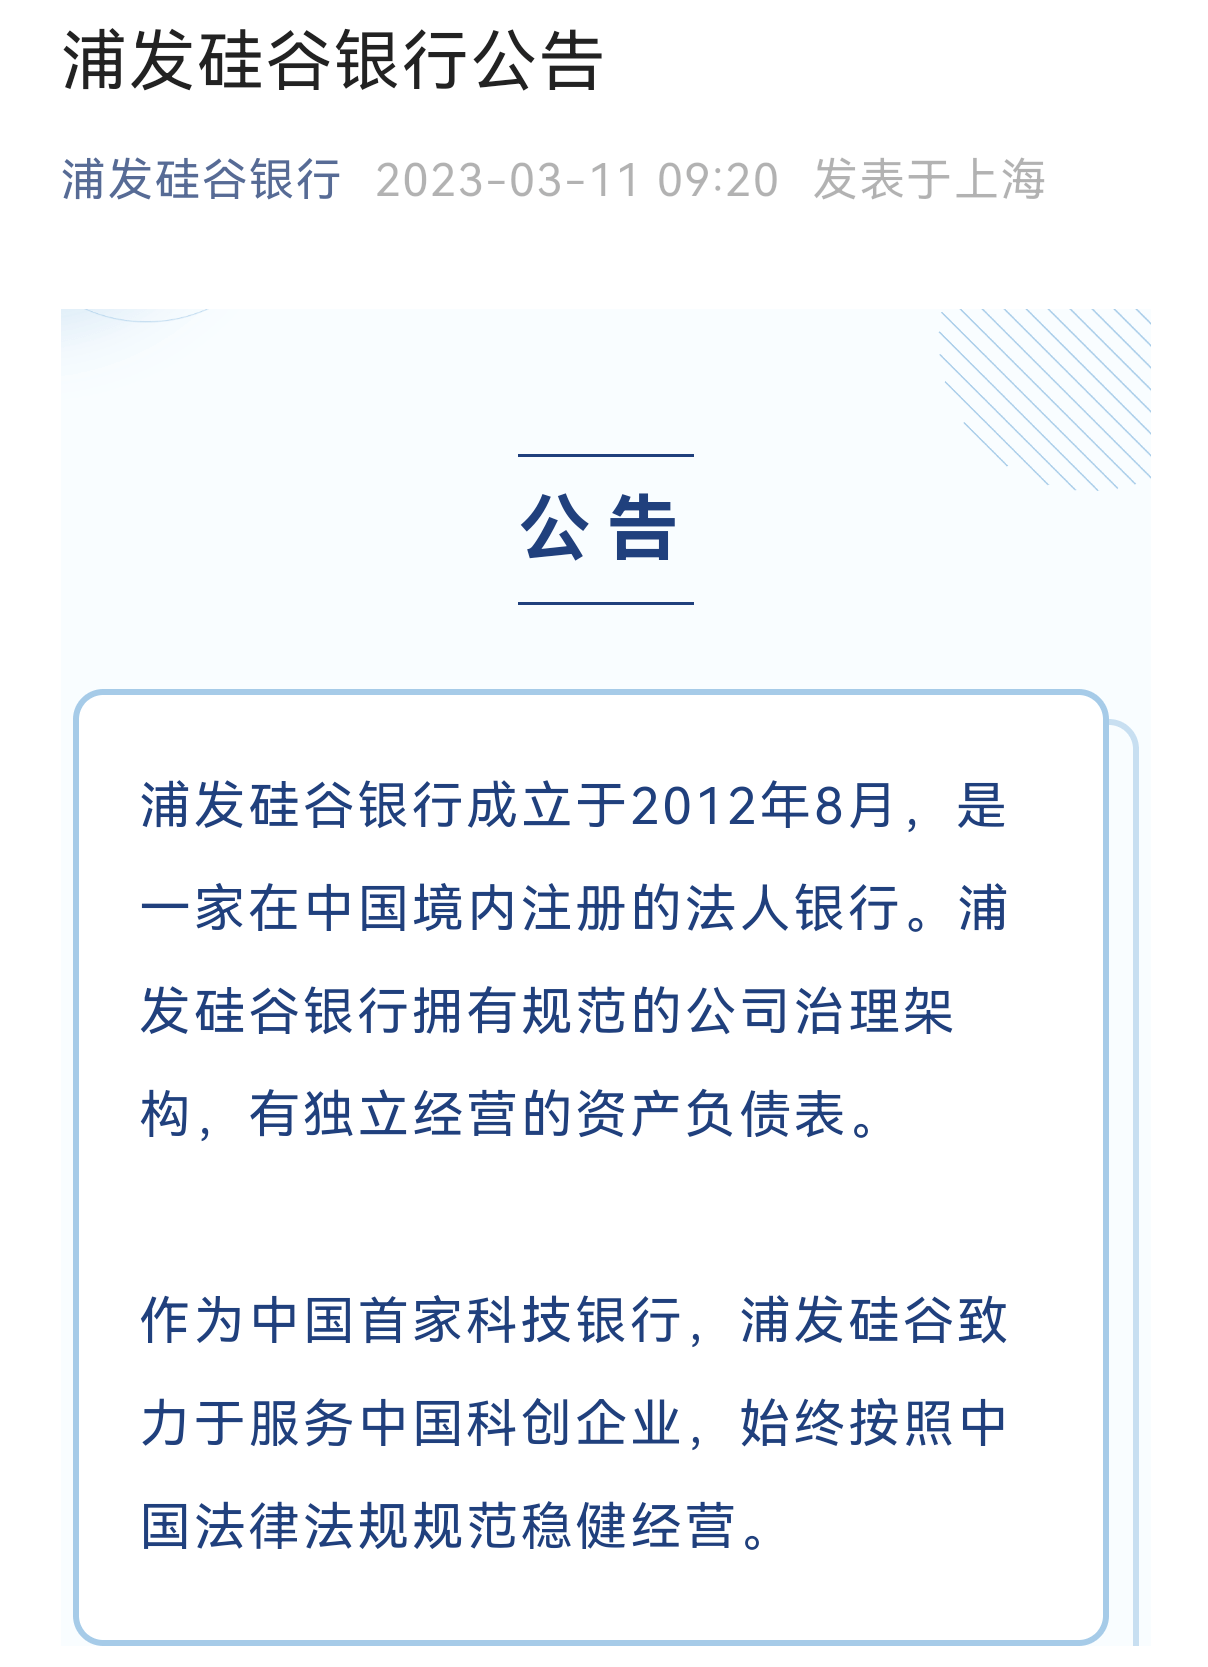 浦发硅谷银行公告
浦发硅谷银行 2023-03-11 09:20 发表于上海
公告
浦发硅谷银行成立于2012年8月，是
一家在中国境内注册的法人银行。浦
发硅谷银行拥有规范的公司治理架
构，有独立经营的资产负债表。
作为中国首家科技银行，浦发硅谷致
力于服务中国科创企业，始终按照中
国法律法规规范稳健经营。